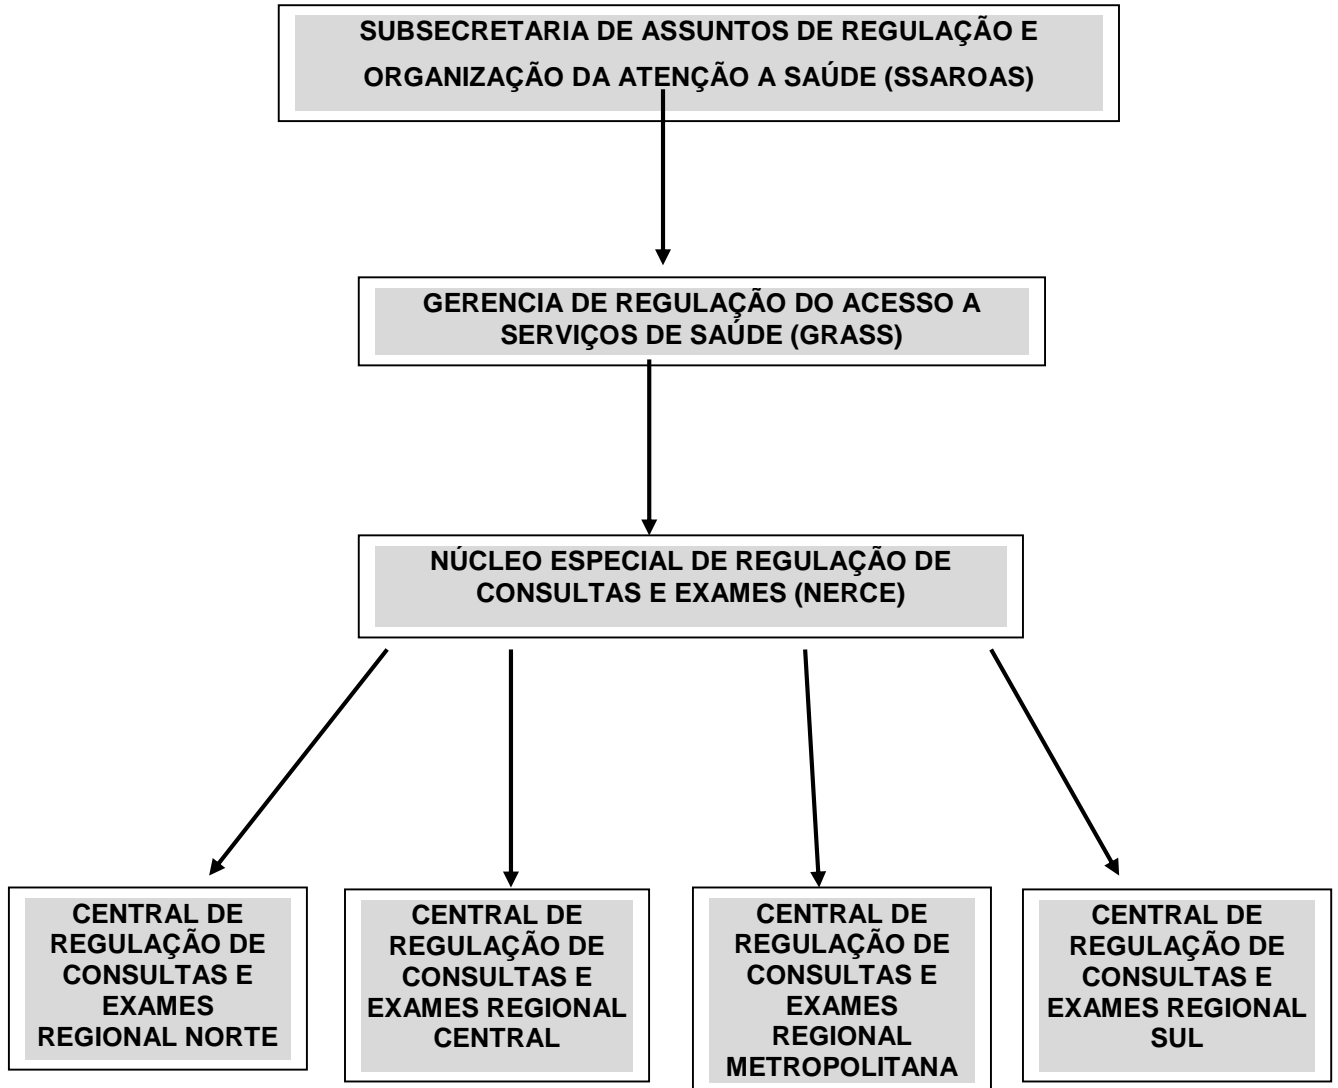 SUBSECRETARIA DE ASSUNTOS DE REGULAÇÃO E
ORGANIZAÇÃO DA ATENÇÃO A SAÚDE (SSAROAS)
GERENCIA DE REGULAÇÃO DO ACESSO A
SERVIÇOS DE SAÚDE (GRASS)
NÚCLEO ESPECIAL DE REGULAÇÃO DE
CONSULTAS E EXAMES (NERCE)
CENTRAL DE
REGULAÇÃO DE
CONSULTAS E
EXAMES
REGIONAL NORTE
CENTRAL DE
REGULAÇÃO DE
CONSULTAS E
EXAMES REGIONAL
CENTRAL
CENTRAL DE
REGULAÇÃO DE
CONSULTAS E
EXAMES
REGIONAL
METROPOLITANA
CENTRAL DE
REGULAÇÃO DE
CONSULTAS E
EXAMES REGIONAL
SUL